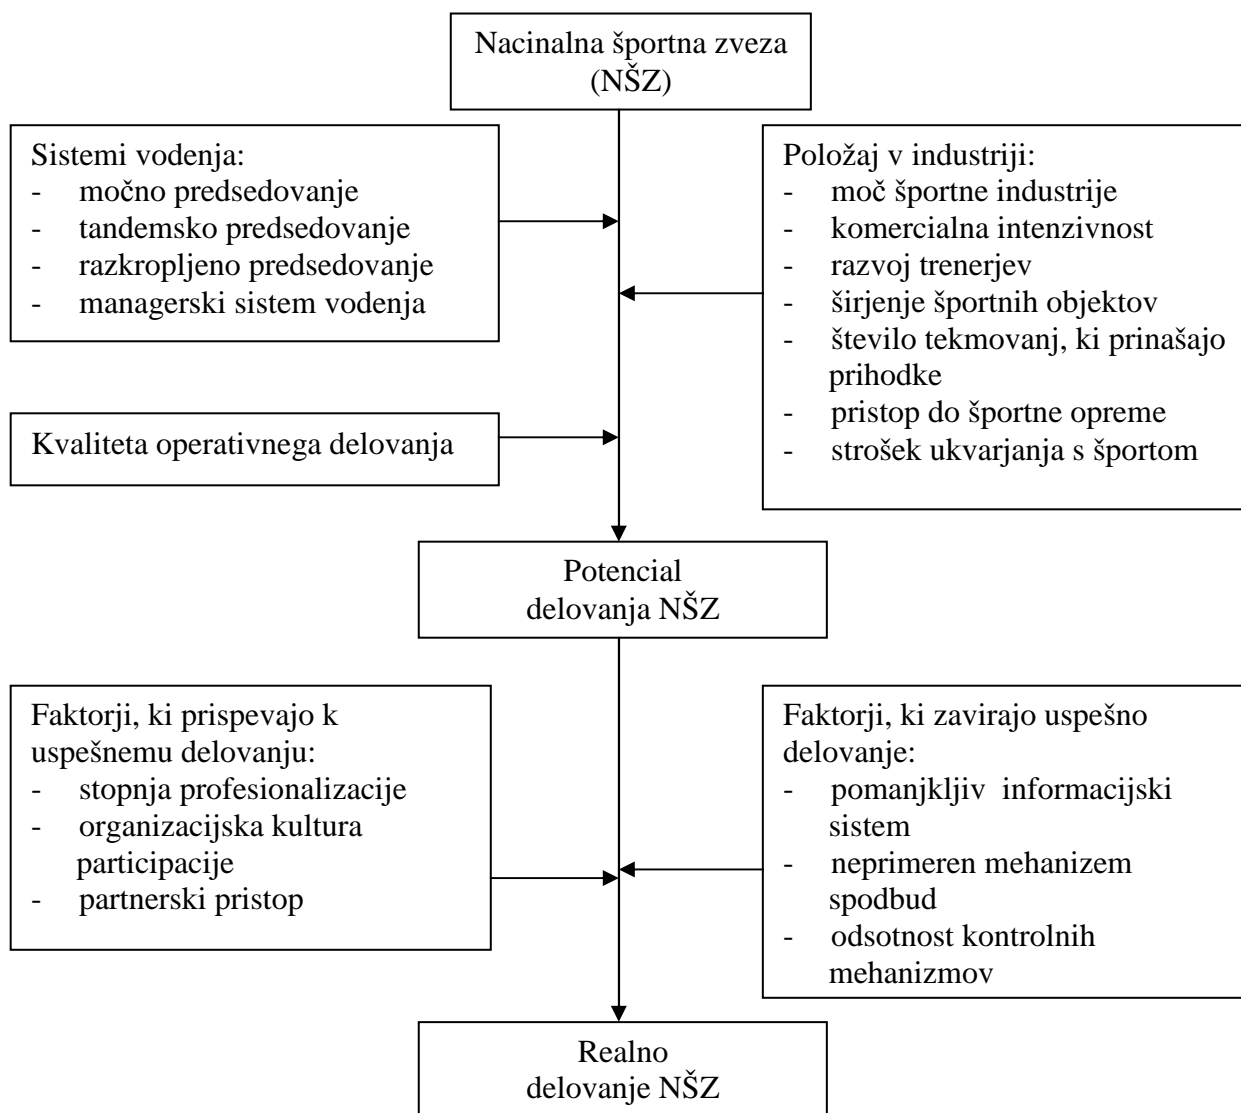 Nacinalna športna zveza
(NŠZ)
Sistemi vodenja:
- močno predsedovanje
- tandemsko predsedovanje
- razkropljeno predsedovanje
- managerski sistem vodenja
Položaj v industriji:
- moč športne industrije
- komercialna intenzivnost
- razvoj trenerjev
- širjenje športnih objektov
- število tekmovanj, ki prinašajo
prihodke
- pristop do športne opreme
- strošek ukvarjanja s športom
Kvaliteta operativnega delovanja
Potencial
delovanja NŠZ
Faktorji, ki prispevajo k
uspešnemu delovanju:
- stopnja profesionalizacije
- organizacijska kultura
participacije
- partnerski pristop
Faktorji, ki zavirajo uspešno
delovanje:
- pomanjkljiv informacijski
sistem
- neprimeren mehanizem
spodbud
- odsotnost kontrolnih
mehanizmov
Realno
delovanje NŠZ